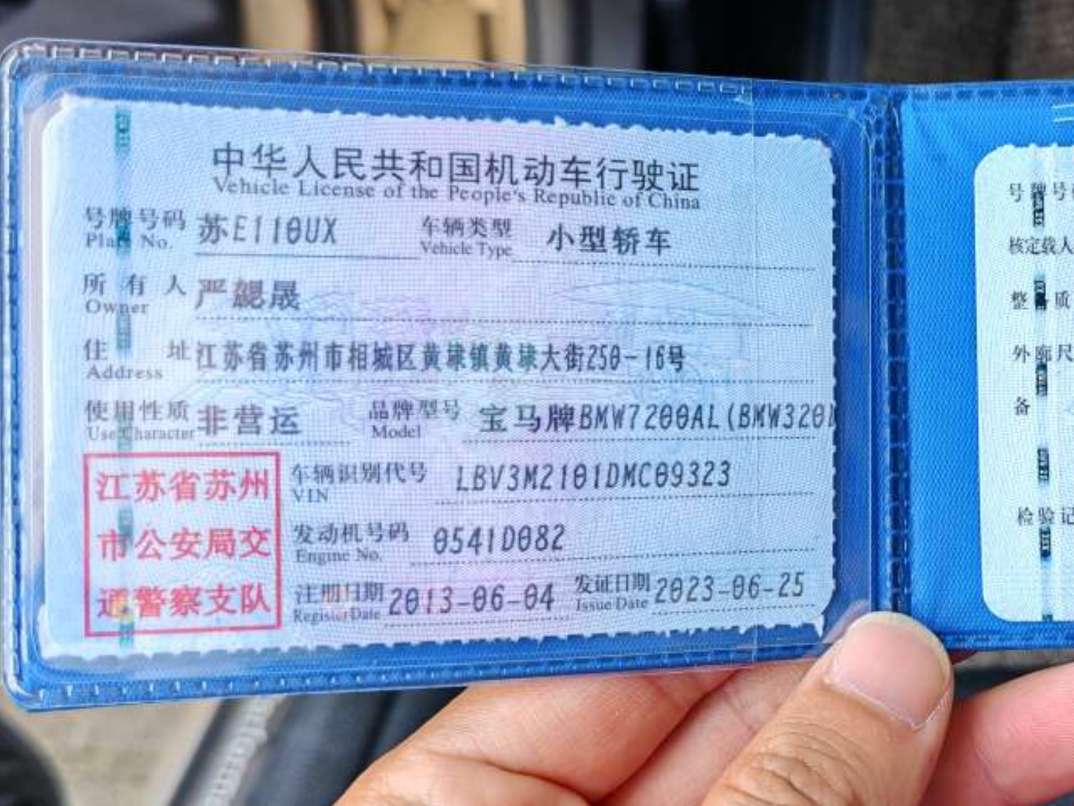 中华人民共和国机动车行驶证
Vehicle License of the People's Republic of China
号牌号码 苏E110UX 车辆类型 小型轿车
Plate No. Vehicle Type
所有人 严勰晟
Owner
住址 江苏省苏州市相城区黄埭镇黄埭大街250-16号
Address
使用性质 非营运 品牌型号 宝马牌BMW7200AL(BMW320
Use Character Model
江苏省苏州
市公安局交
通警察支队
车辆识别代号 LBV3M2101DMC09323
VIN
发动机号码 0541D082
Engine No.
注册日期 2013-06-04 发证日期 2023-06-25
Register Date Issue Date
号牌号
核定载人
整 质
外廓尺
备
检验记